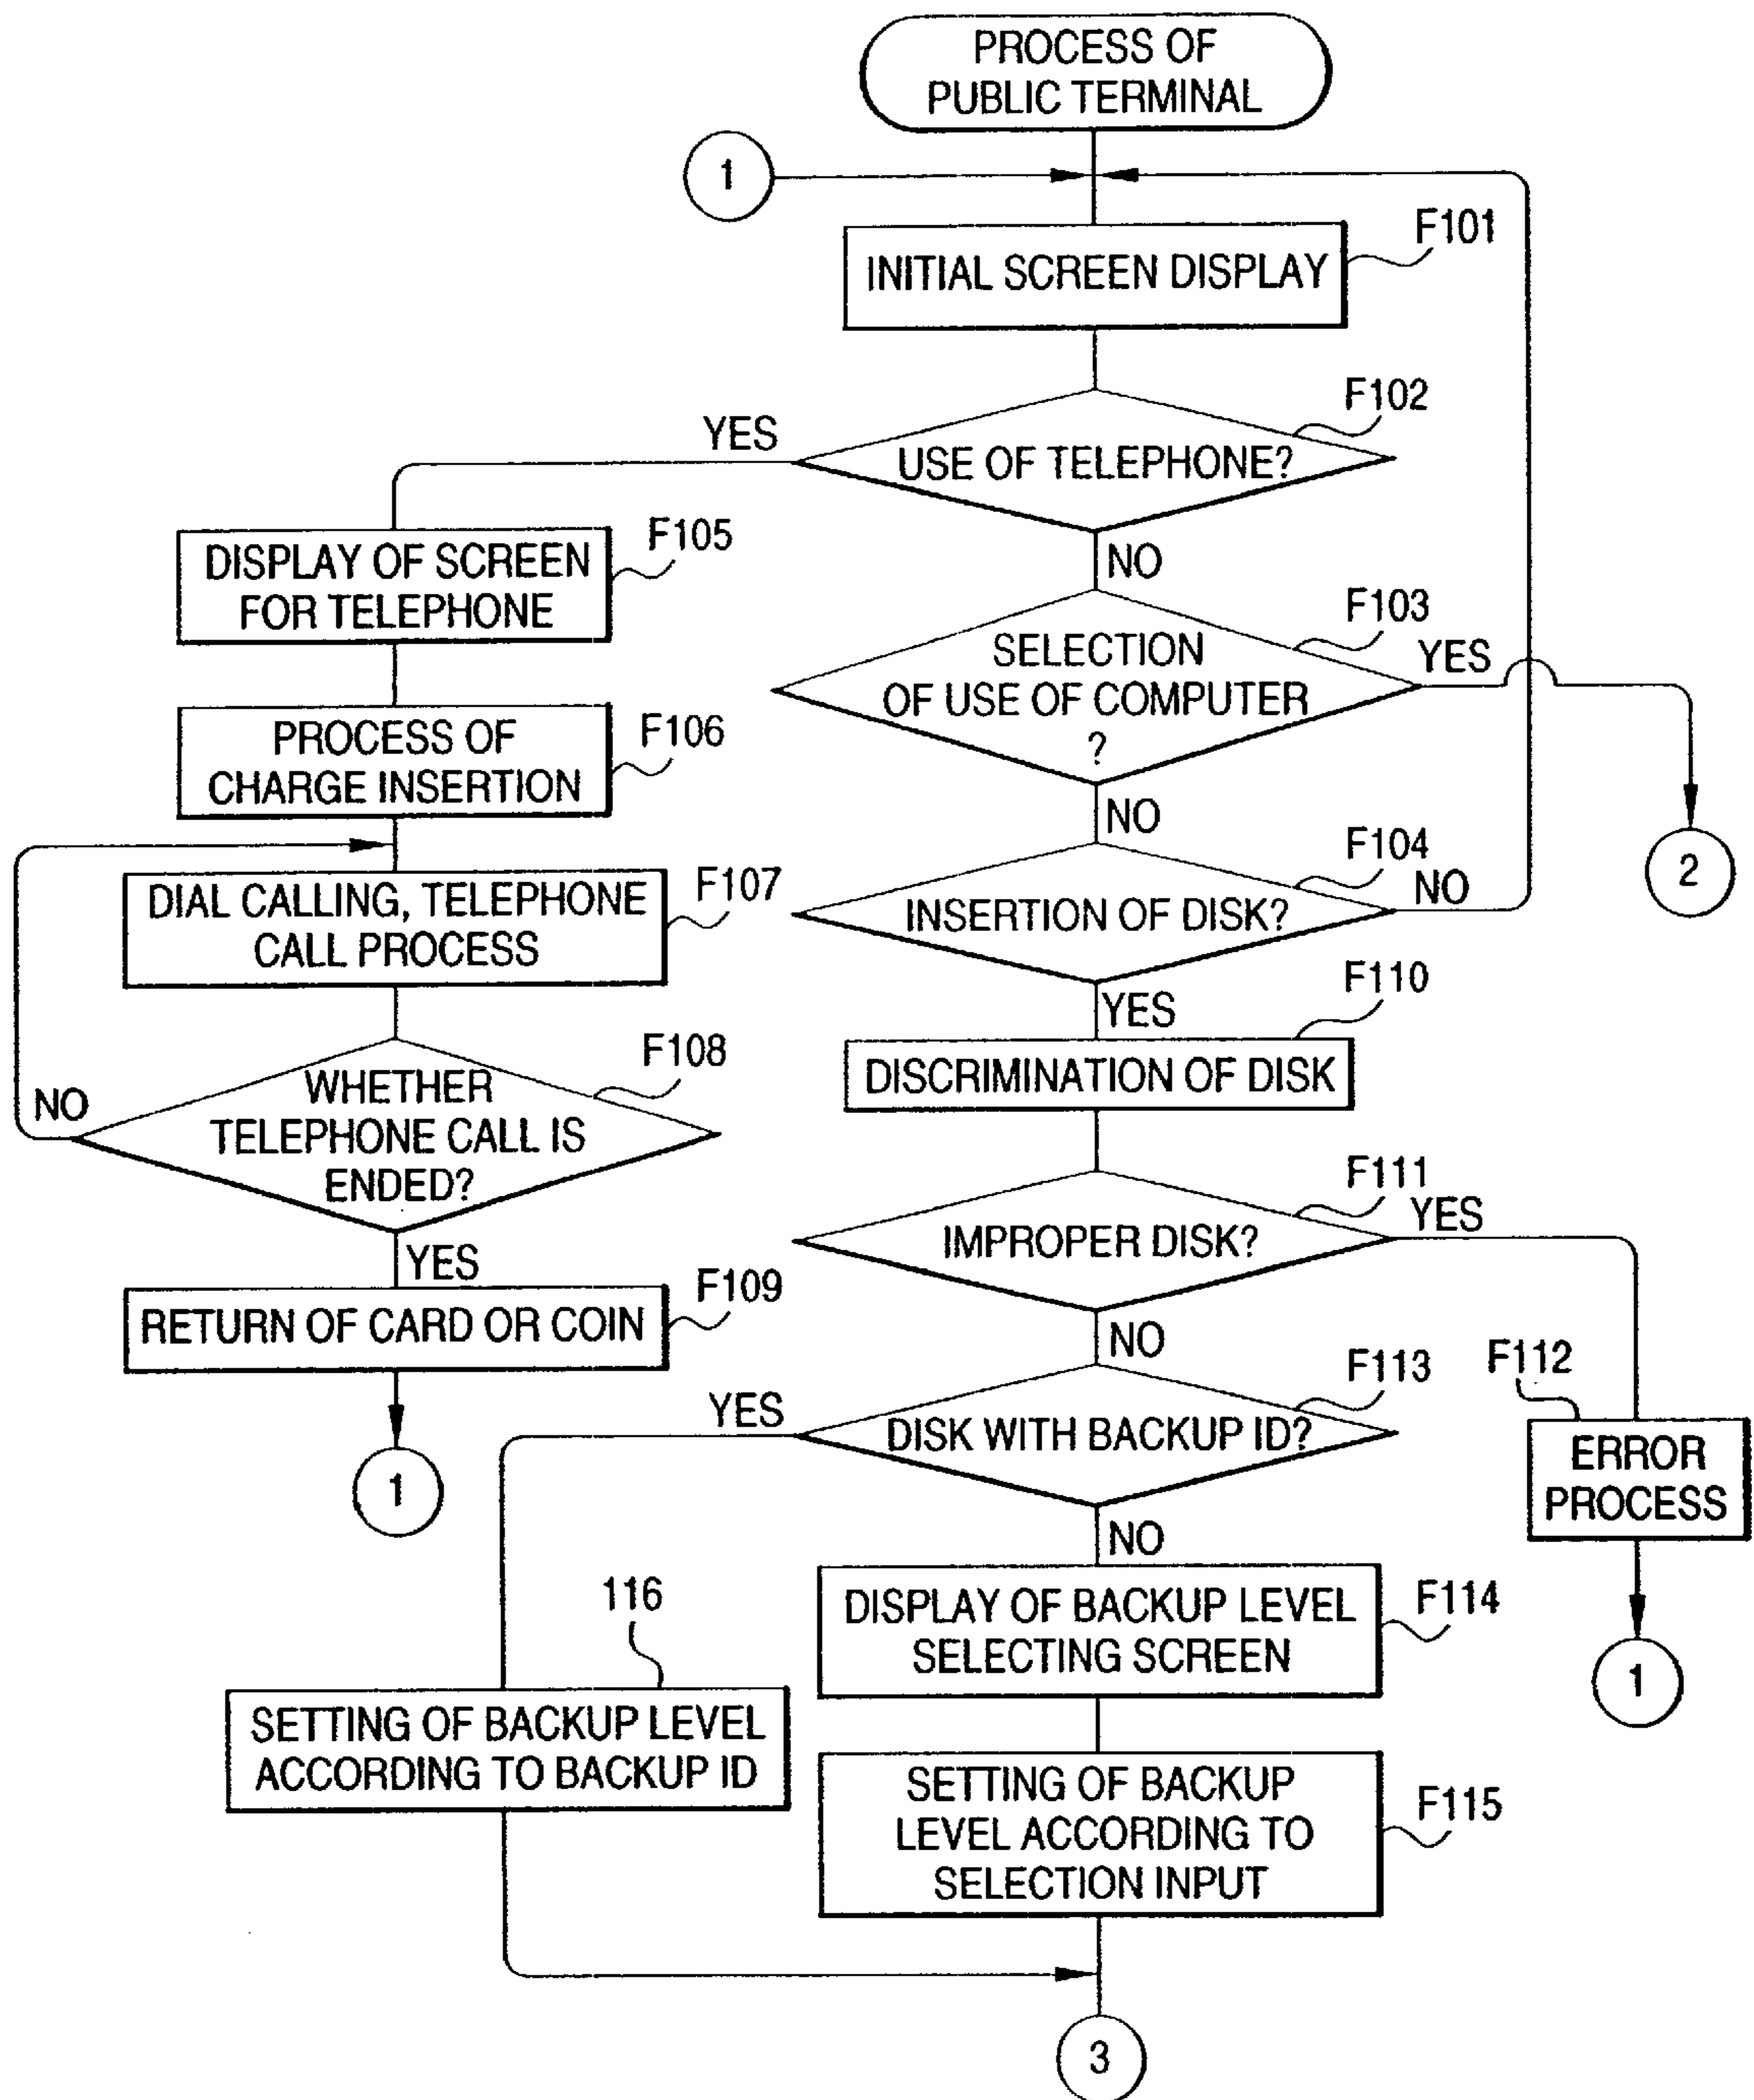 PROCESS OF
PUBLIC TERMINAL
1
F101
INITIAL SCREEN DISPLAY
F102
YES
USE OF TELEPHONE?
NO
F105
DISPLAY OF SCREEN
FOR TELEPHONE
F103
YES
SELECTION
OF USE OF COMPUTER
?
NO
F106
PROCESS OF
CHARGE INSERTION
2
F104
NO
INSERTION OF DISK?
YES
F107
DIAL CALLING, TELEPHONE
CALL PROCESS
F110
DISCRIMINATION OF DISK
F108
NO
WHETHER
TELEPHONE CALL IS
ENDED?
YES
F111
YES
IMPROPER DISK?
NO
F109
RETURN OF CARD OR COIN
1
F112
ERROR
PROCESS
1
F113
YES
DISK WITH BACKUP ID?
NO
F114
DISPLAY OF BACKUP LEVEL
SELECTING SCREEN
116
SETTING OF BACKUP LEVEL
ACCORDING TO BACKUP ID
F115
SETTING OF BACKUP
LEVEL ACCORDING TO
SELECTION INPUT
3